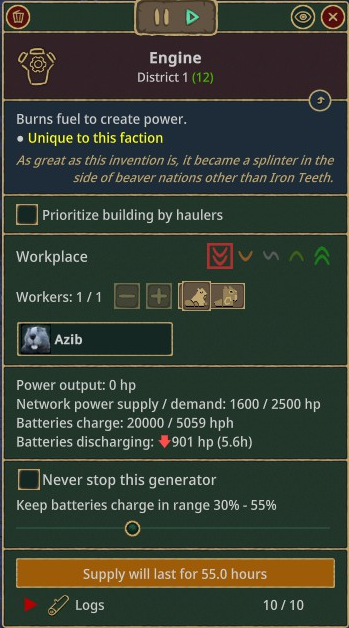 Engine
District 1 (12)
Burns fuel to create power.
● Unique to this faction
As great as this invention is, it became a splinter in the
side of beaver nations other than Iron Teeth.
Prioritize building by haulers
Workplace
Workers: 1 / 1
Azib
Power output: 0 hp
Network power supply / demand: 1600 / 2500 hp
Batteries charge: 20000 / 5059 hph
Batteries discharging: 901 hp (5.6h)
Never stop this generator
Keep batteries charge in range 30% - 55%
Supply will last for 55.0 hours
Logs 10 / 10